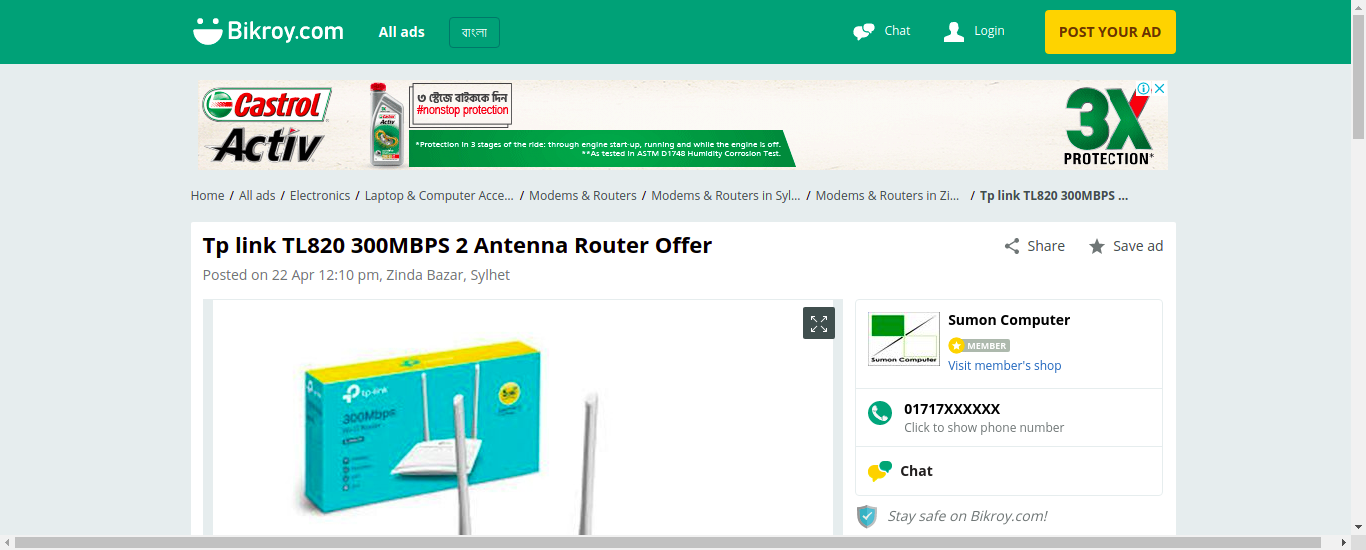 Bikroy.com
All ads
বাংলা
Chat
Login
POST YOUR AD
Castrol
Activ
৩ স্টেজে বাইককে দিন
#nonstop protection
*Protection in 3 stages of the ride: through engine start-up, running and while the engine is off.
**As tested in ASTM D1748 Humidity Corrosion Test.
3X
PROTECTION*
Home / All ads / Electronics / Laptop & Computer Acce... / Modems & Routers / Modems & Routers in Syl... / Modems & Routers in Zi... / Tp link TL820 300MBPS ...
Tp link TL820 300MBPS 2 Antenna Router Offer
Share
Save ad
Posted on 22 Apr 12:10 pm, Zinda Bazar, Sylhet
tp-link
300Mbps
Sumon Computer
Sumon Computer
MEMBER
Visit member's shop
01717XXXXXX
Click to show phone number
Chat
Stay safe on Bikroy.com!